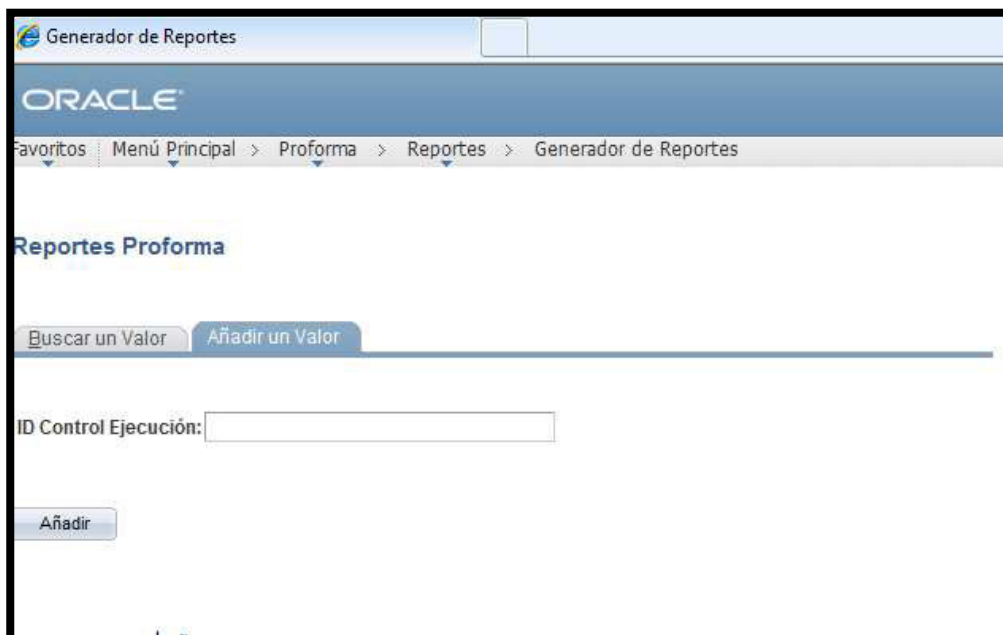 Generador de Reportes
ORACLE
Favoritos Menú Principal > Proforma > Reportes > Generador de Reportes
Reportes Proforma
Buscar un Valor Añadir un Valor
ID Control Ejecución:
Añadir